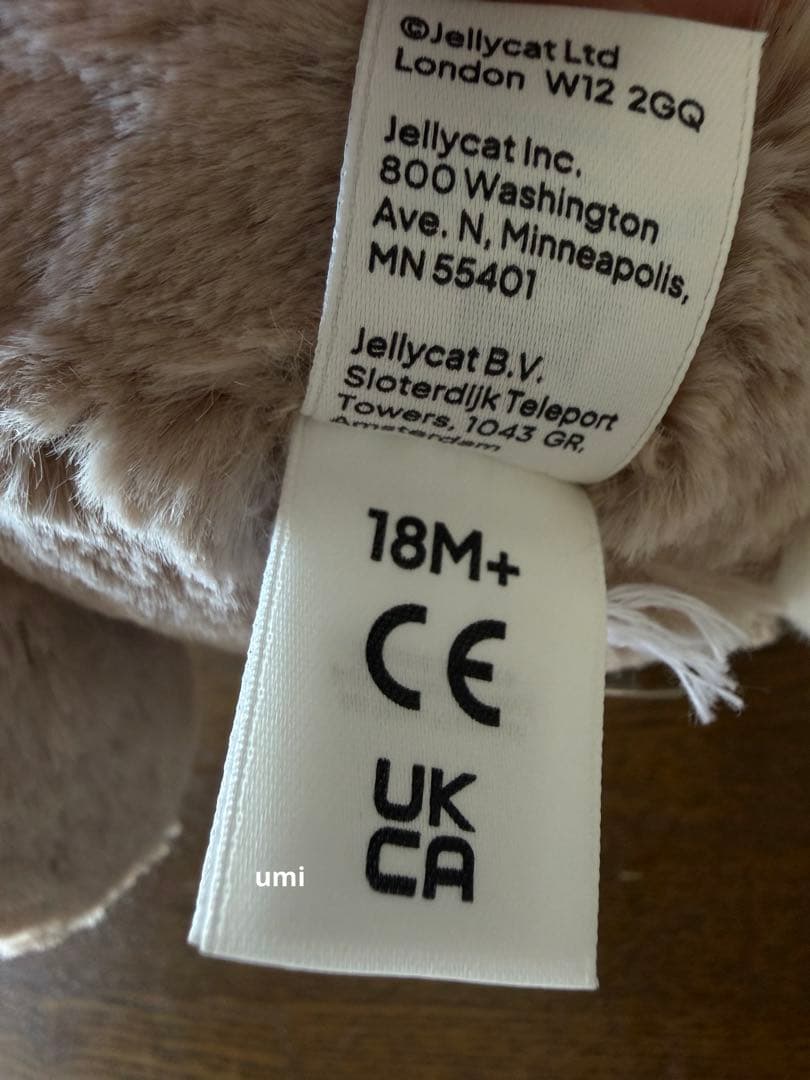 ©Jellycat Ltd
London W12 2GQ
Jellycat Inc.
800 Washington
Ave. N, Minneapolis,
MN 55401
Jellycat B.V.
Sloterdijk Teleport
Towers, 1043 GR,
Amsterdam
18M+
CE
UK
CA
umi